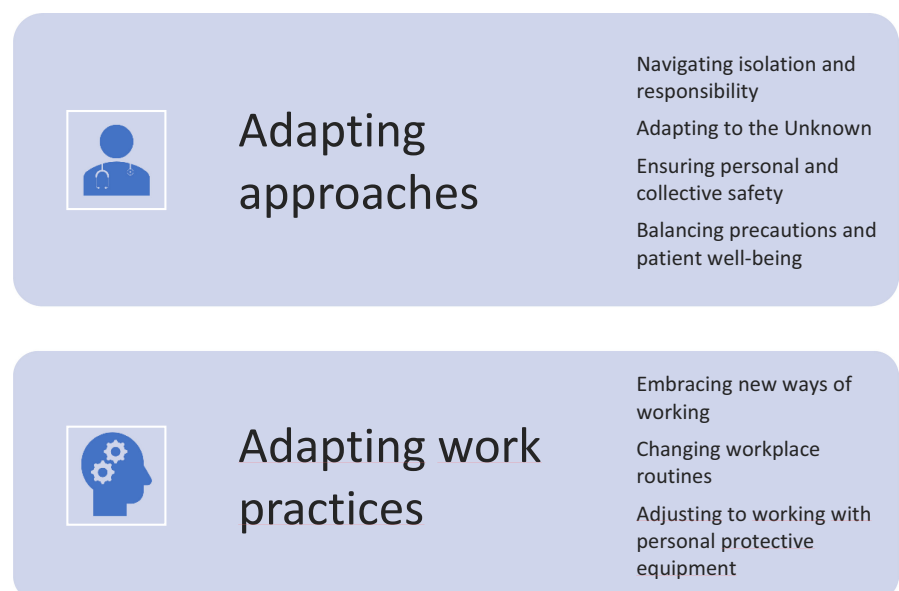 Adapting
approaches
Navigating isolation and
responsibility
Adapting to the Unknown
Ensuring personal and
collective safety
Balancing precautions and
patient well-being
Adapting work
practices
Embracing new ways of
working
Changing workplace
routines
Adjusting to working with
personal protective
equipment